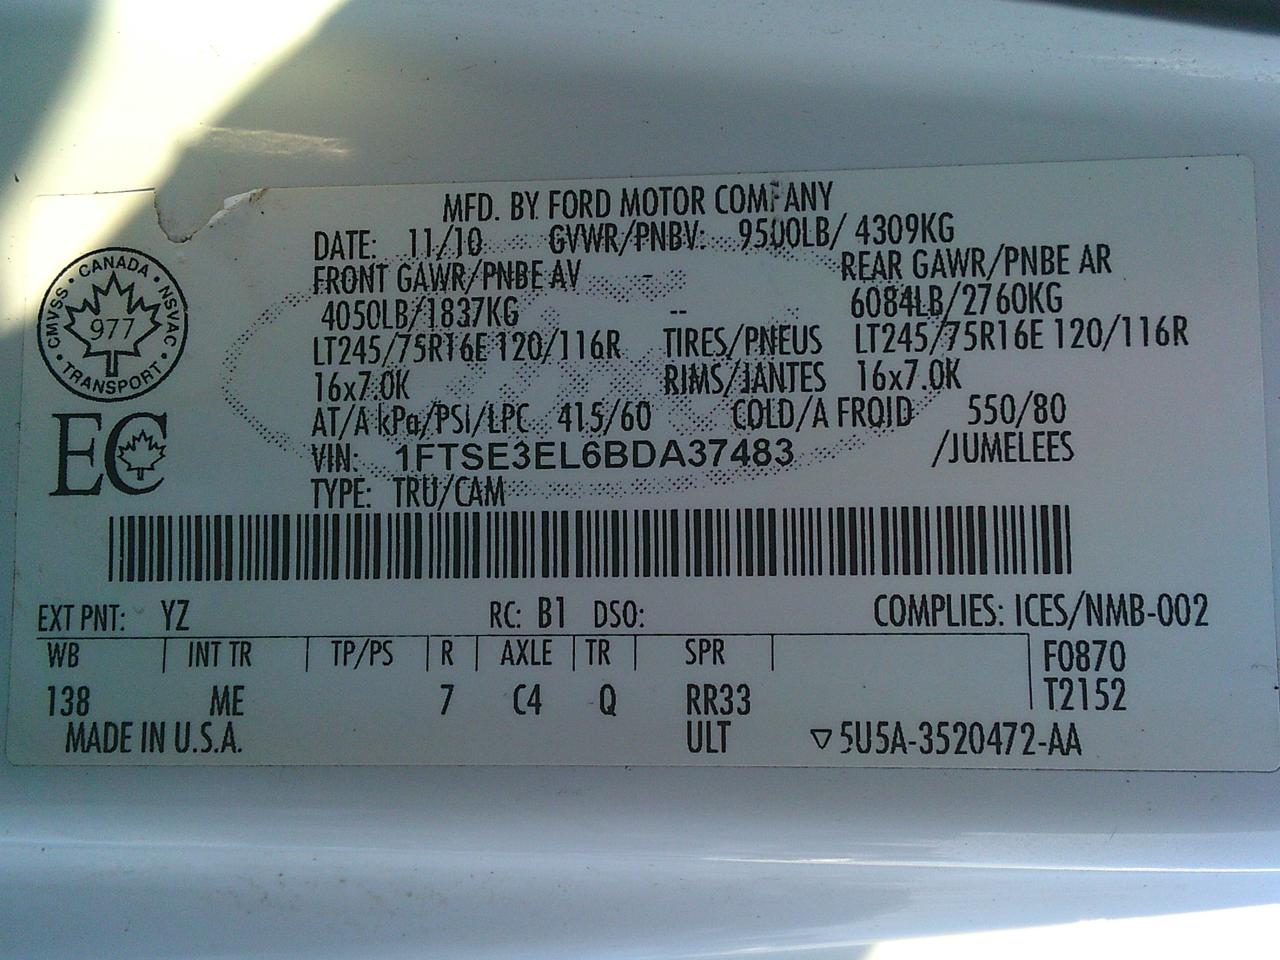 MFD. BY FORD MOTOR COMPANY
DATE: 11/10 GVWR/PNBV: 9500LB/ 4309KG
FRONT GAWR/PNBE AV - REAR GAWR/PNBE AR
4050LB/1837KG -- 6084LB/2760KG
LT245/75R16E 120/116R TIRES/PNEUS LT245/75R16E 120/116R
16x7.0K RIMS/JANTES 16x7.0K
AT/A kPa/PSI/LPC 415/60 COLD/A FROID 550/80
VIN: 1FTSE3EL6BDA37483 /JUMELEES
TYPE: TRU/CAM
CANADA · NSVAC · TRANSPORT · CMVSS ·
977
EC
EXT PNT: YZ RC: B1 DSO: COMPLIES: ICES/NMB-002
WB INT TR TP/PS R AXLE TR SPR F0870
138 ME 7 C4 Q RR33 T2152
MADE IN U.S.A. ULT ▽5U5A-3520472-AA